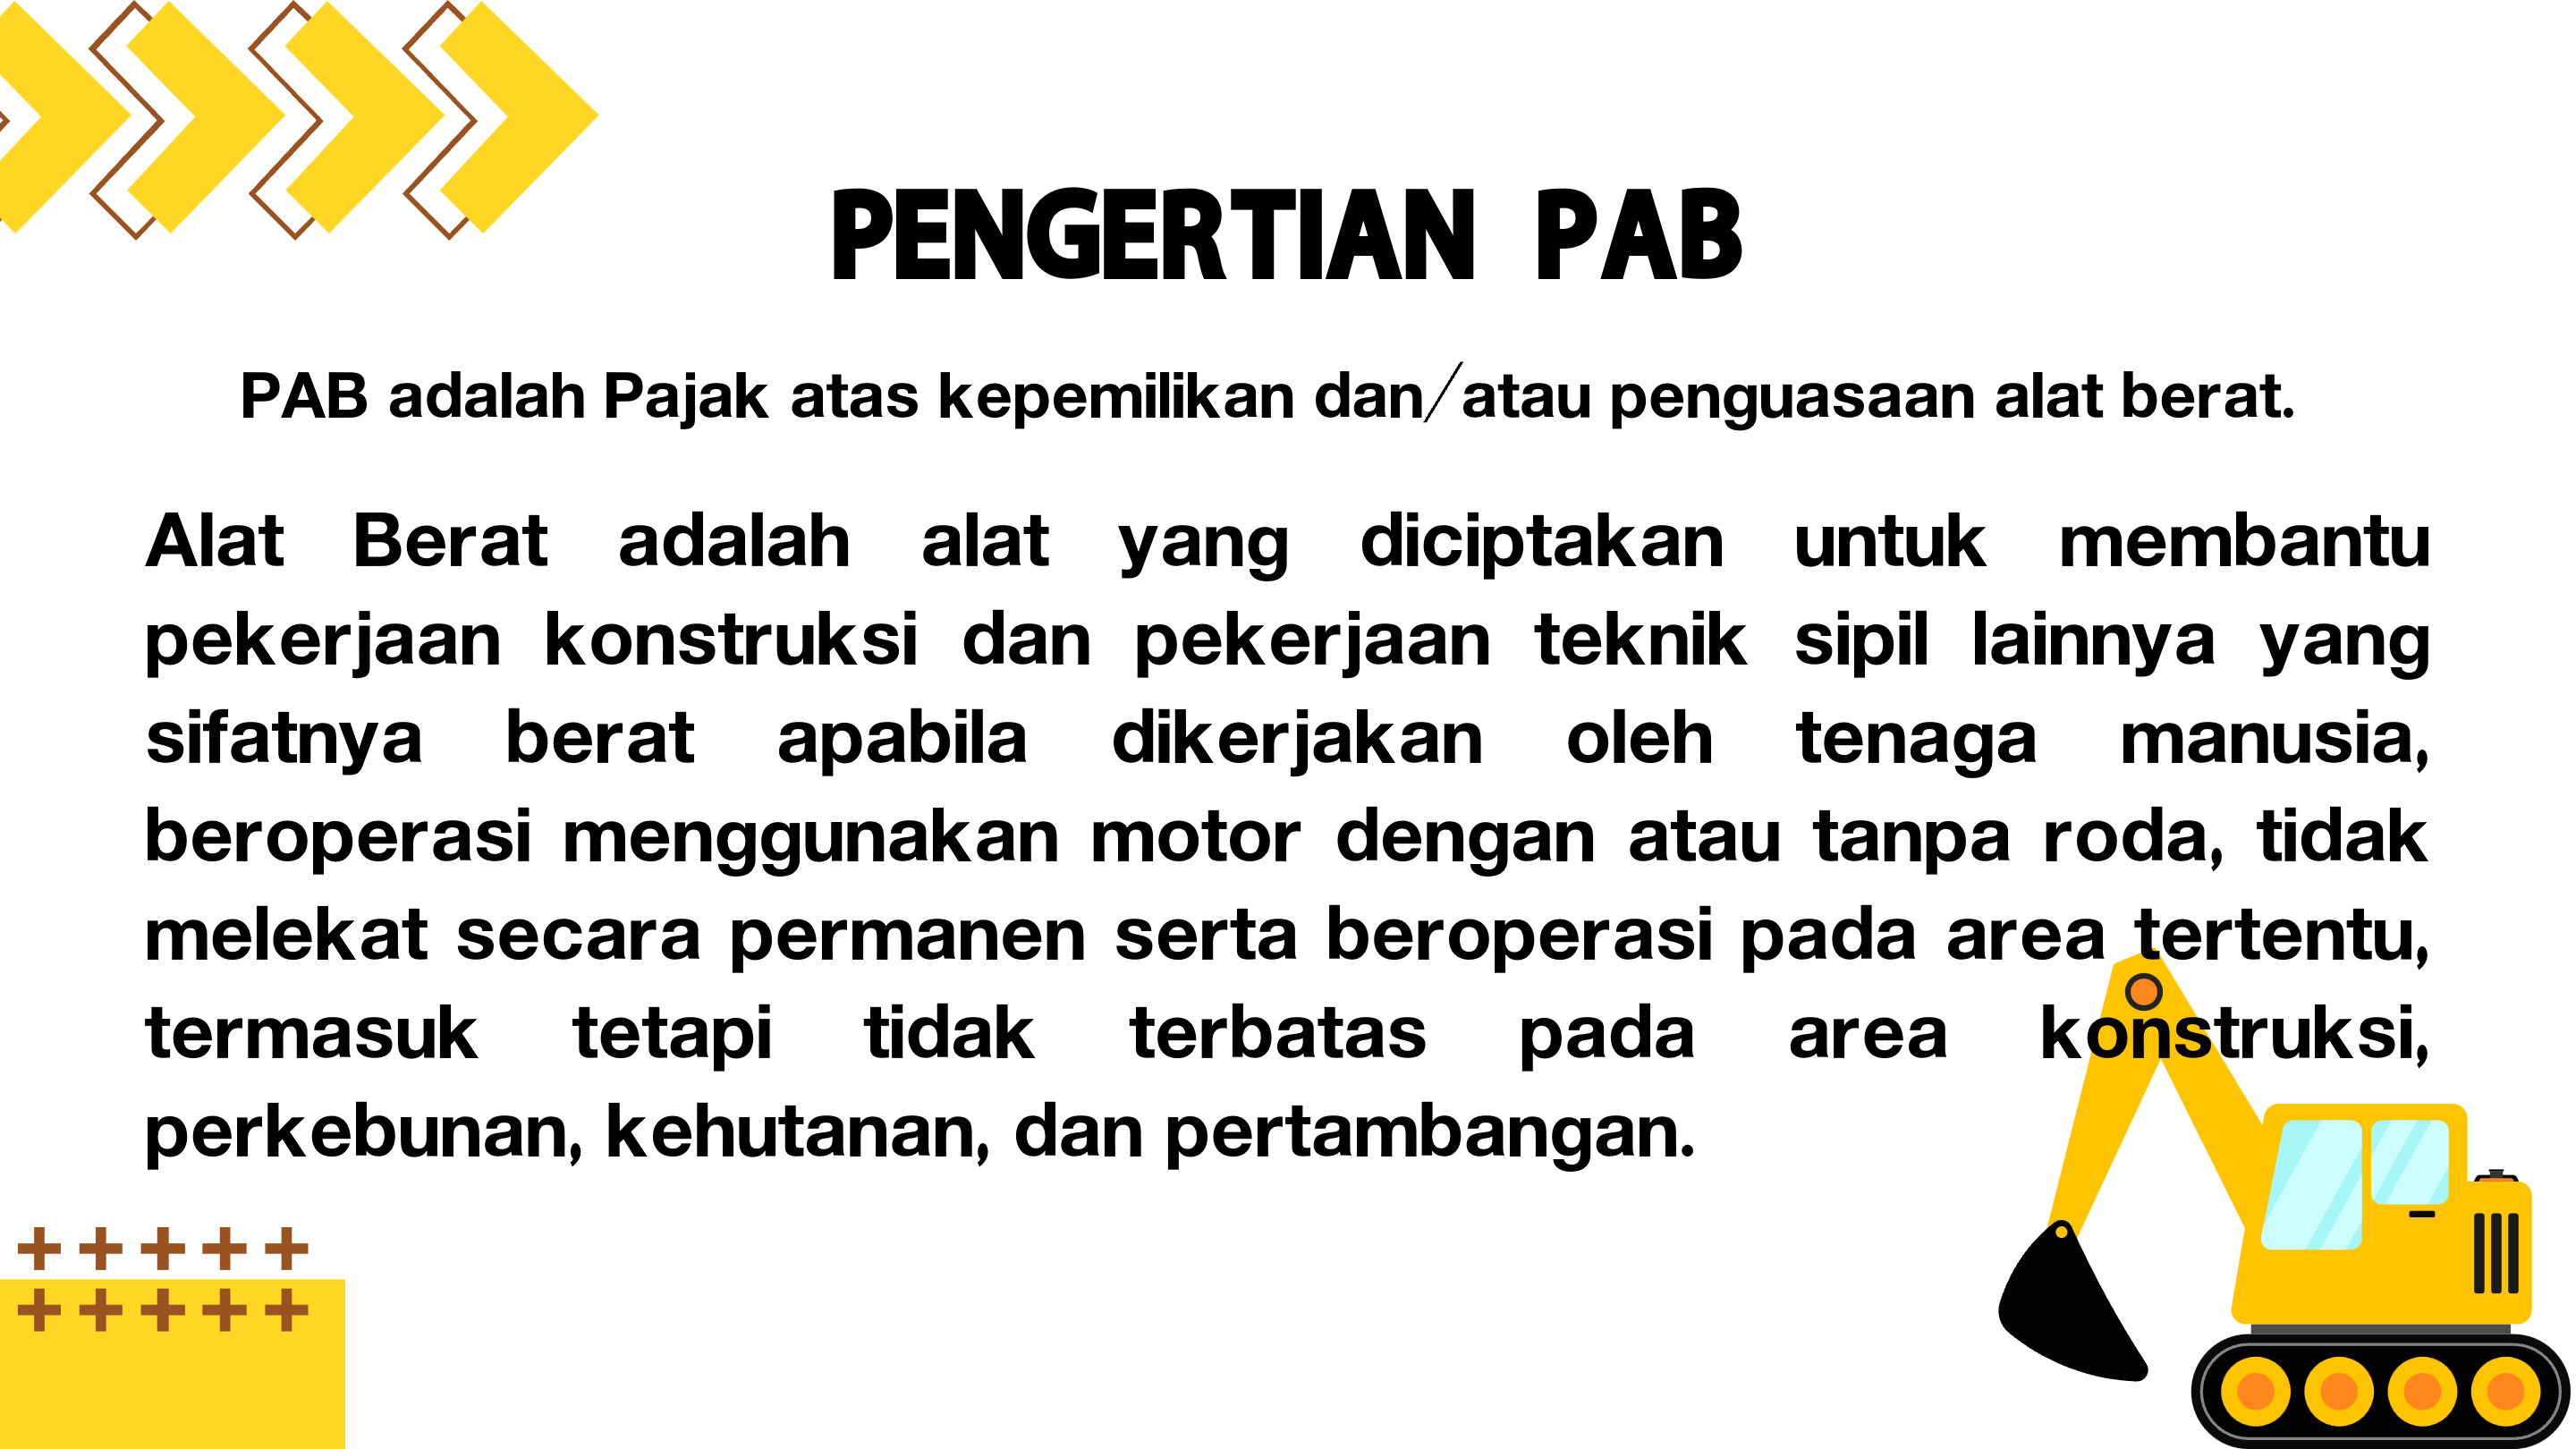 PENGERTIAN PAB
PAB adalah Pajak atas kepemilikan dan/atau penguasaan alat berat.
Alat Berat adalah alat yang diciptakan untuk membantu
pekerjaan konstruksi dan pekerjaan teknik sipil lainnya yang
sifatnya berat apabila dikerjakan oleh tenaga manusia,
beroperasi menggunakan motor dengan atau tanpa roda, tidak
melekat secara permanen serta beroperasi pada area tertentu,
termasuk tetapi tidak terbatas pada area konstruksi,
perkebunan, kehutanan, dan pertambangan.